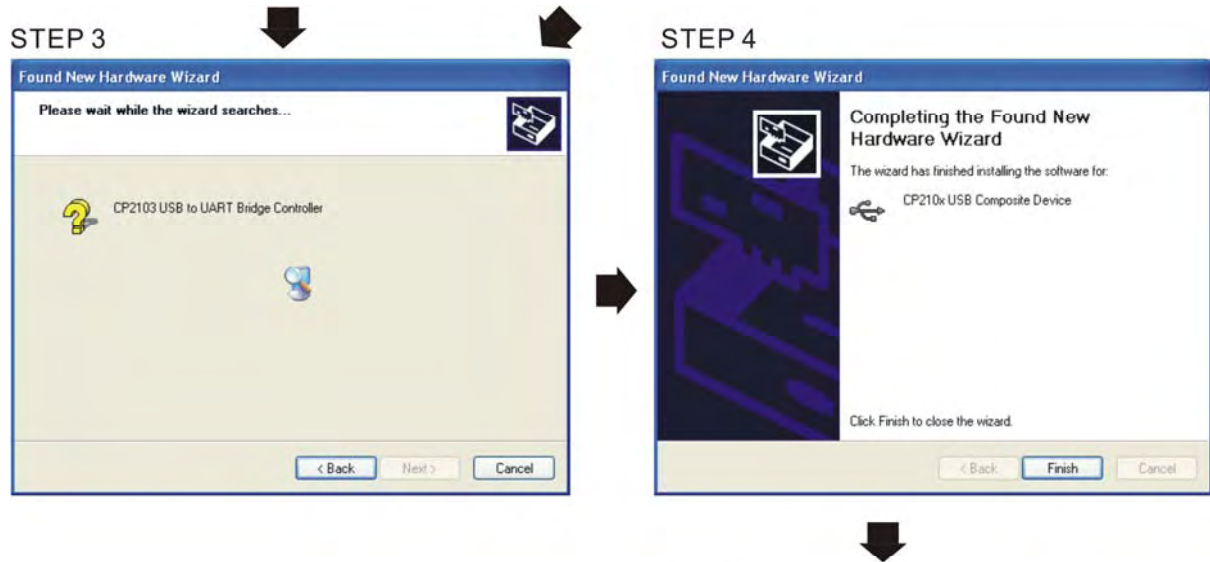 STEP 3
Found New Hardware Wizard
Please wait while the wizard searches...
CP2103 USB to UART Bridge Controller
< Back
Next >
Cancel
STEP 4
Found New Hardware Wizard
Completing the Found New
Hardware Wizard
The wizard has finished installing the software for:
CP210x USB Composite Device
Click Finish to close the wizard.
< Back
Finish
Cancel